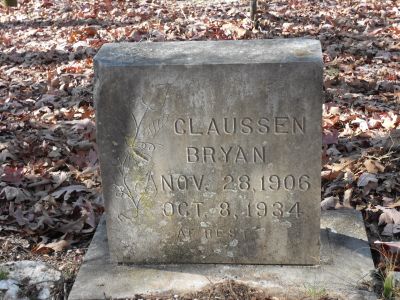 CLAUSSEN
BRYAN
NOV. 28, 1906
OCT. 8, 1934
AT REST